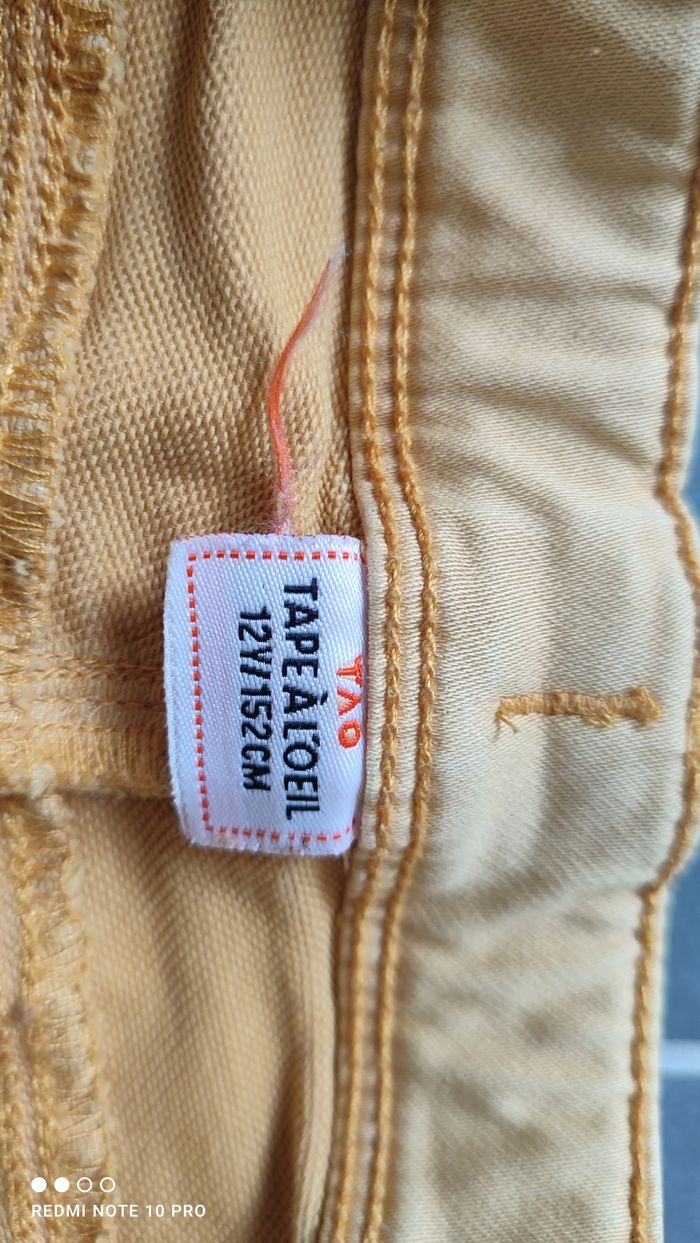 TAO
TAPE À L'OEIL
12Y/152CM
REDMI NOTE 10 PRO